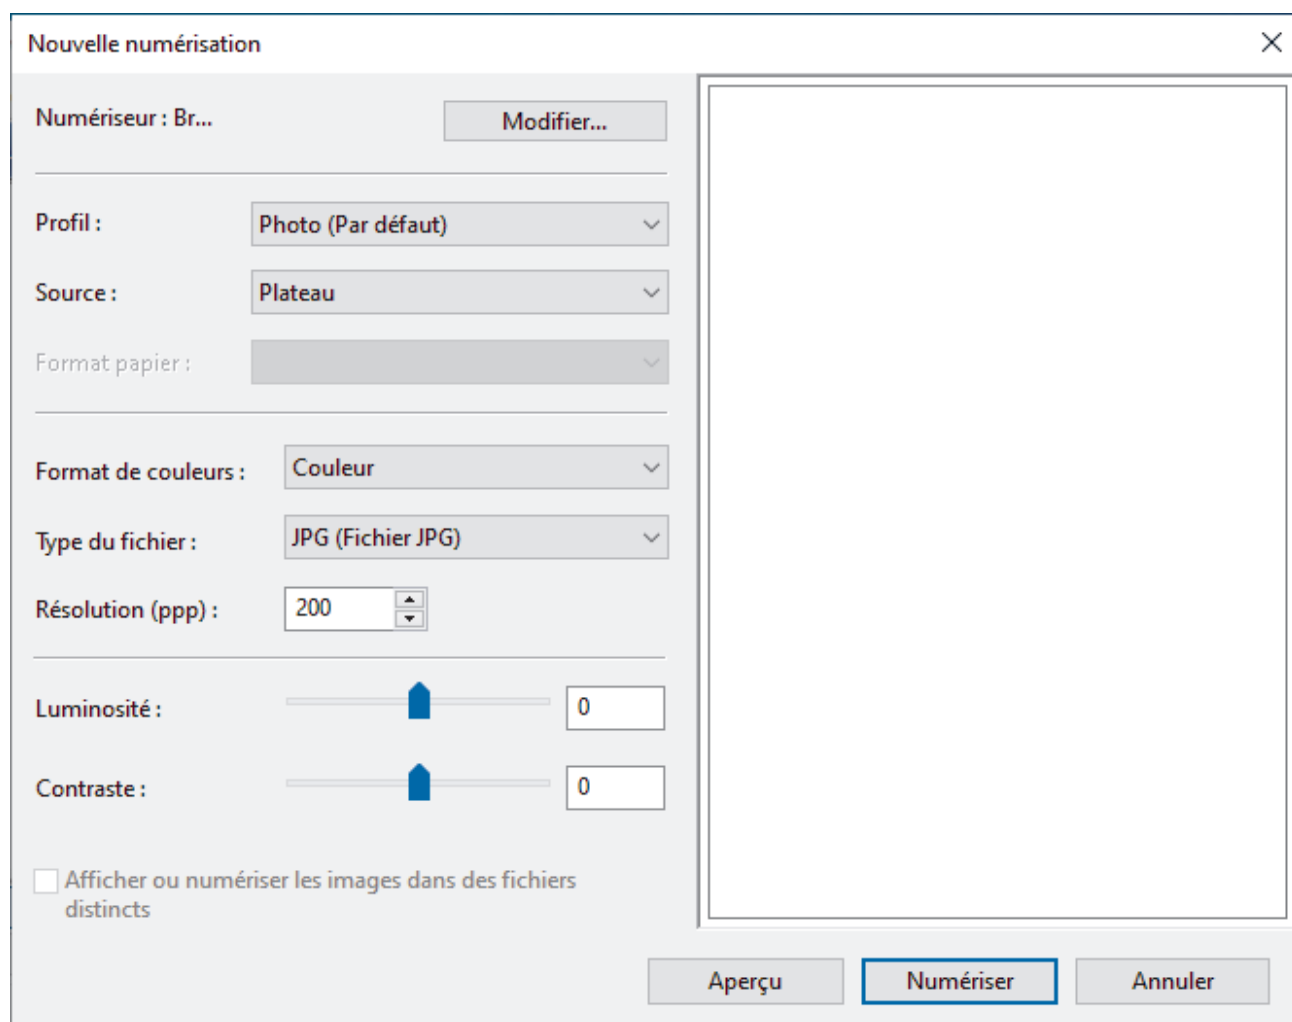 Nouvelle numérisation
Numériseur : Br...
Modifier...
Profil :
Photo (Par défaut)
Source :
Plateau
Format papier :
Format de couleurs :
Couleur
Type du fichier :
JPG (Fichier JPG)
Résolution (ppp) :
200
Luminosité :
0
Contraste :
0
Afficher ou numériser les images dans des fichiers
distincts
Aperçu
Numériser
Annuler